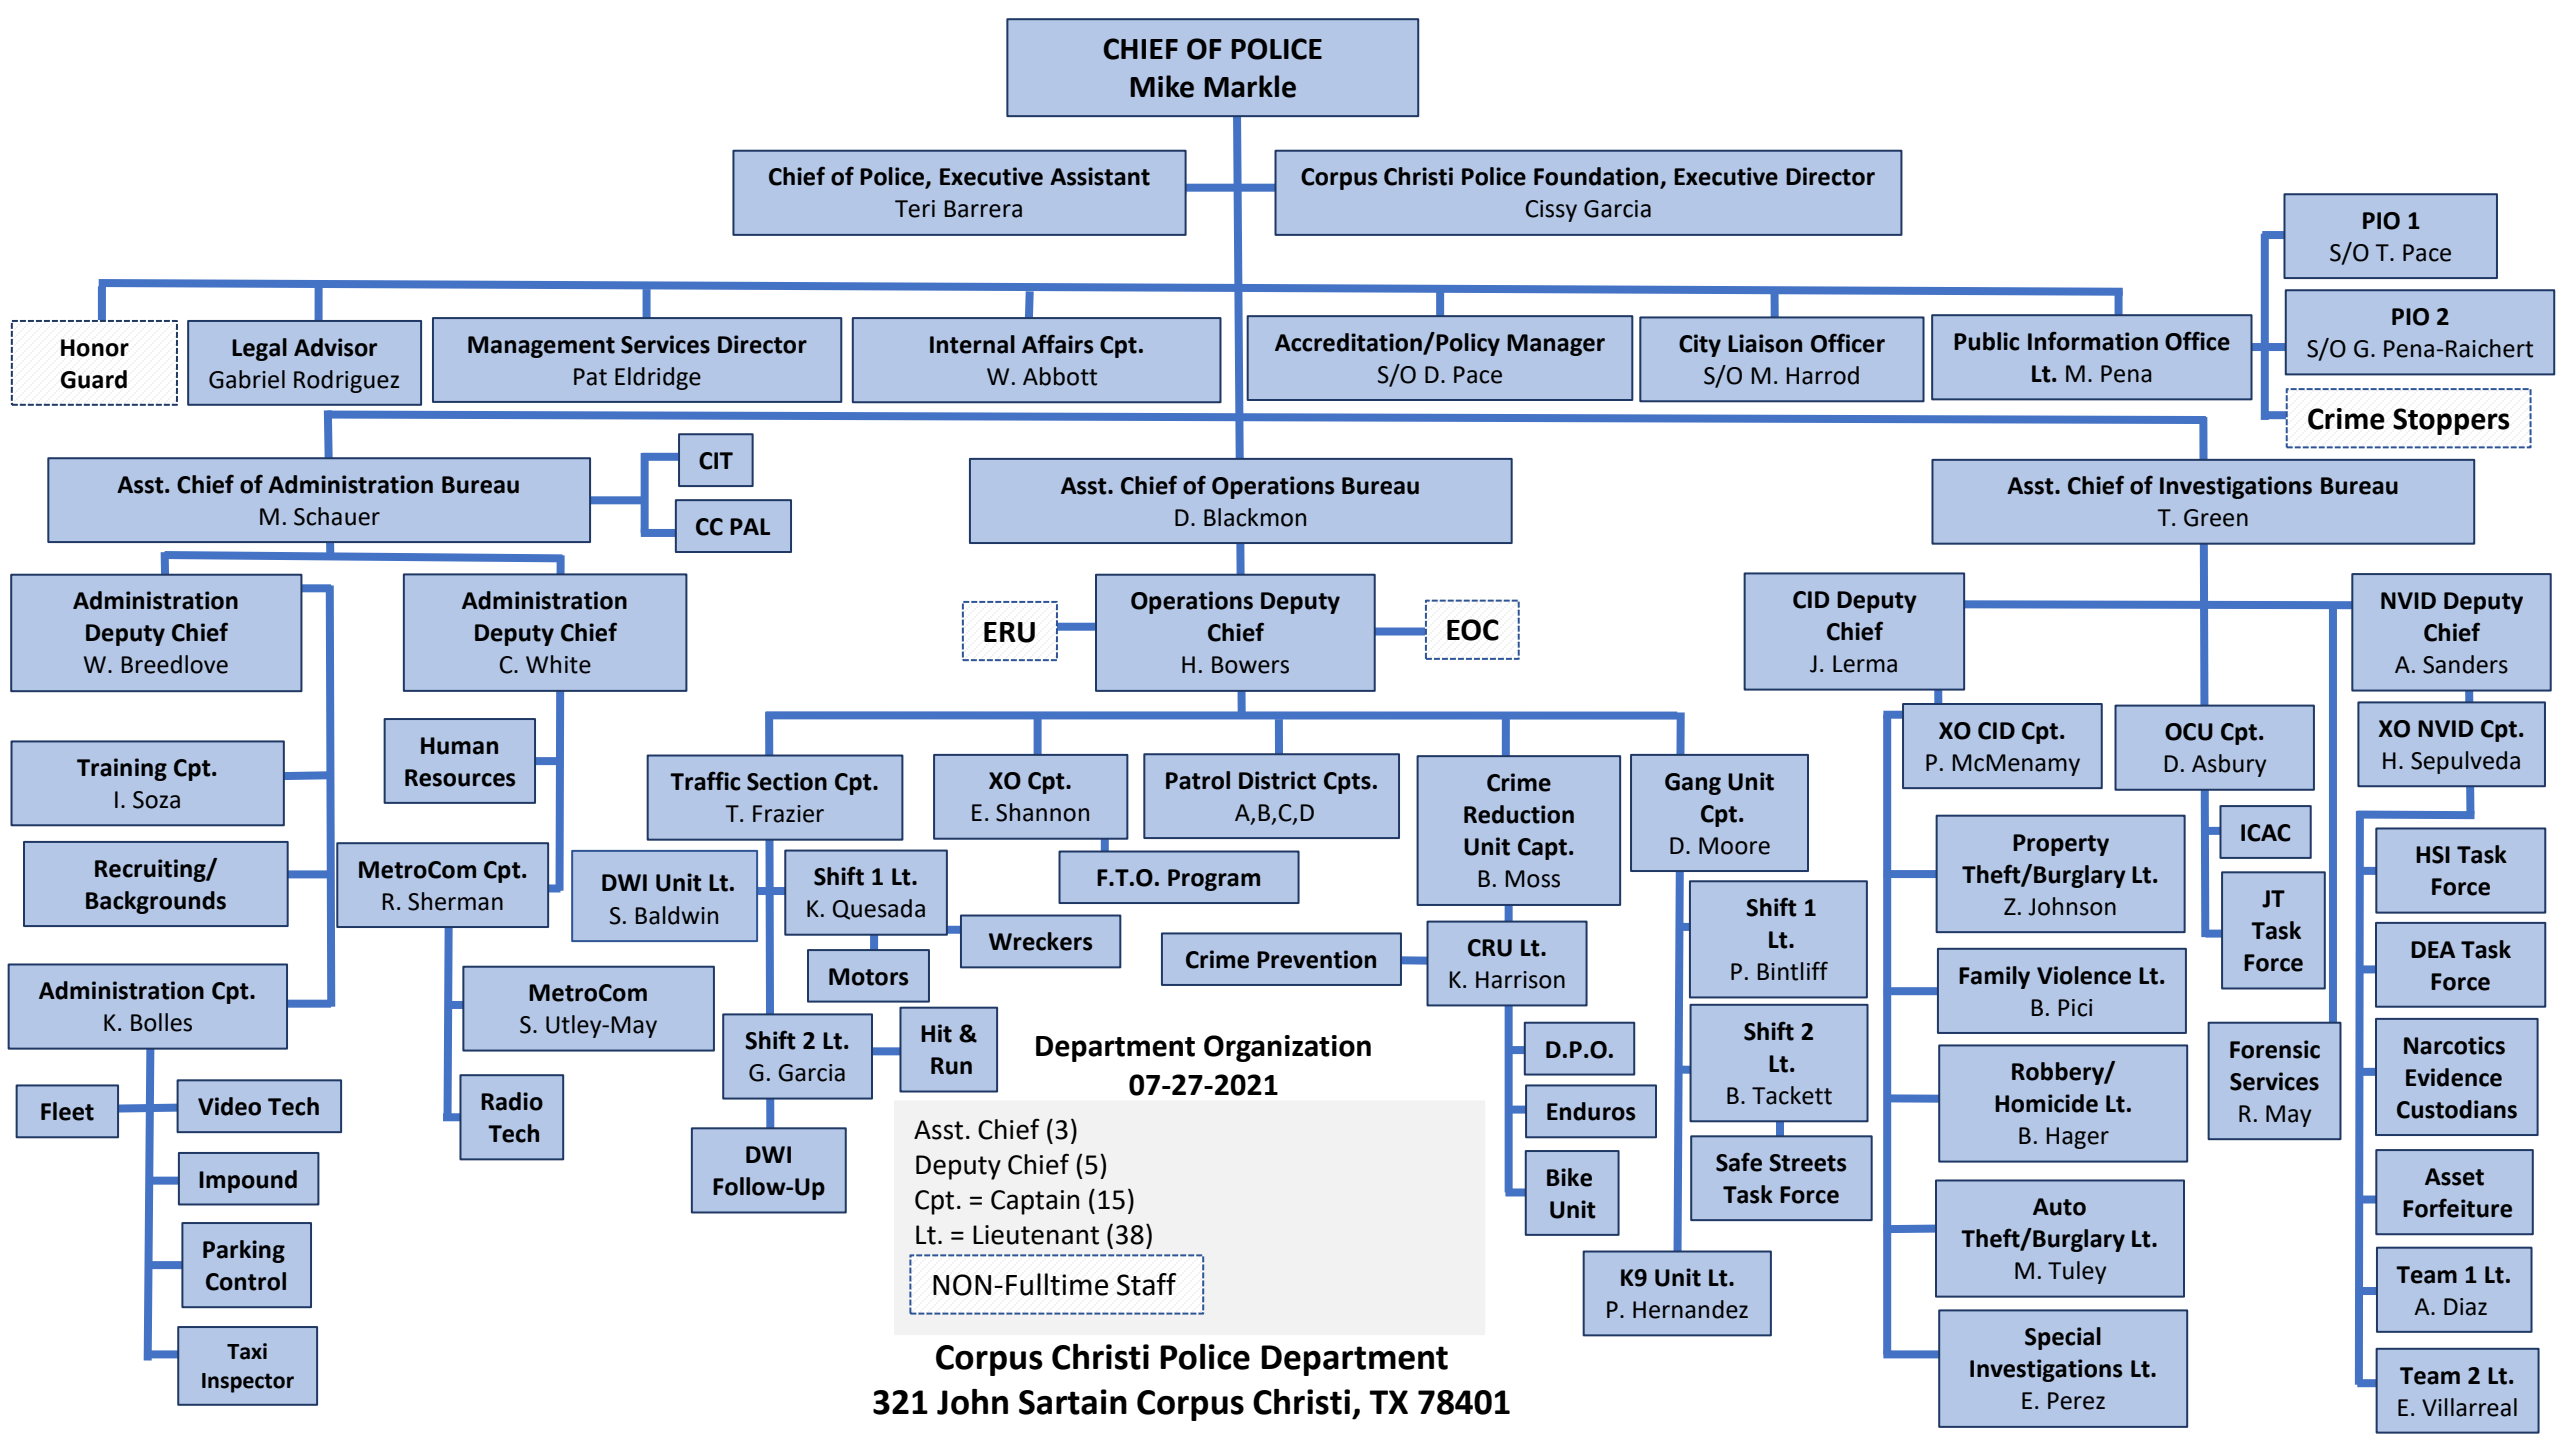 CHIEF OF POLICE
Mike Markle
Chief of Police, Executive Assistant
Teri Barrera
Corpus Christi Police Foundation, Executive Director
Cissy Garcia
PIO 1
S/O T. Pace
PIO 2
S/O G. Pena-Raichert
Crime Stoppers
Honor
Guard
Legal Advisor
Gabriel Rodriguez
Management Services Director
Pat Eldridge
Internal Affairs Cpt.
W. Abbott
Accreditation/Policy Manager
S/O D. Pace
City Liaison Officer
S/O M. Harrod
Public Information Office
Lt. M. Pena
Asst. Chief of Administration Bureau
M. Schauer
CIT
CC PAL
Asst. Chief of Operations Bureau
D. Blackmon
Asst. Chief of Investigations Bureau
T. Green
Administration
Deputy Chief
W. Breedlove
Administration
Deputy Chief
C. White
ERU
Operations Deputy
Chief
H. Bowers
EOC
CID Deputy
Chief
J. Lerma
NVID Deputy
Chief
A. Sanders
Training Cpt.
I. Soza
Recruiting/
Backgrounds
Administration Cpt.
K. Bolles
Fleet
Video Tech
Impound
Parking
Control
Taxi
Inspector
Human
Resources
MetroCom Cpt.
R. Sherman
MetroCom
S. Utley-May
Radio
Tech
Traffic Section Cpt.
T. Frazier
DWI Unit Lt.
S. Baldwin
Shift 1 Lt.
K. Quesada
Wreckers
Motors
Shift 2 Lt.
G. Garcia
Hit &
Run
DWI
Follow-Up
XO Cpt.
E. Shannon
F.T.O. Program
Patrol District Cpts.
A,B,C,D
Crime
Reduction
Unit Capt.
B. Moss
Crime Prevention
CRU Lt.
K. Harrison
D.P.O.
Enduros
Bike
Unit
Gang Unit
Cpt.
D. Moore
Shift 1
Lt.
P. Bintliff
Shift 2
Lt.
B. Tackett
Safe Streets
Task Force
K9 Unit Lt.
P. Hernandez
XO CID Cpt.
P. McMenamy
Property
Theft/Burglary Lt.
Z. Johnson
Family Violence Lt.
B. Pici
Robbery/
Homicide Lt.
B. Hager
Auto
Theft/Burglary Lt.
M. Tuley
Special
Investigations Lt.
E. Perez
OCU Cpt.
D. Asbury
ICAC
JT
Task
Force
Forensic
Services
R. May
XO NVID Cpt.
H. Sepulveda
HSI Task
Force
DEA Task
Force
Narcotics
Evidence
Custodians
Asset
Forfeiture
Team 1 Lt.
A. Diaz
Team 2 Lt.
E. Villarreal
Department Organization
07-27-2021
Asst. Chief (3)
Deputy Chief (5)
Cpt. = Captain (15)
Lt. = Lieutenant (38)
NON-Fulltime Staff
Corpus Christi Police Department
321 John Sartain Corpus Christi, TX 78401